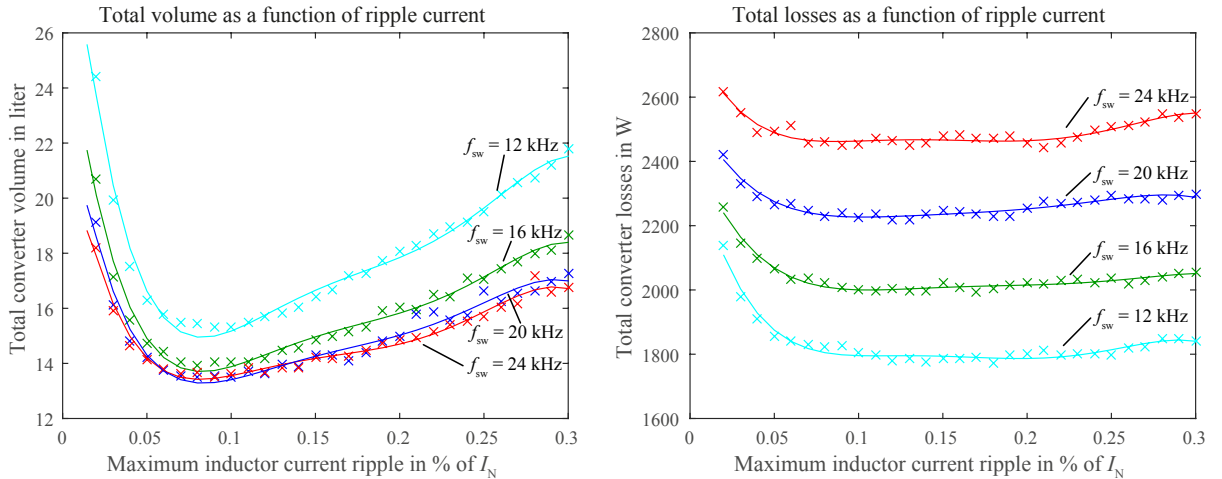 Total volume as a function of ripple current
26
24
22
20
18
16
14
12
Total converter volume in liter
f_sw = 12 kHz
f_sw = 16 kHz
f_sw = 20 kHz
f_sw = 24 kHz
0 0.05 0.1 0.15 0.2 0.25 0.3
Maximum inductor current ripple in % of I_N
Total losses as a function of ripple current
2800
2600
2400
2200
2000
1800
1600
Total converter losses in W
f_sw = 24 kHz
f_sw = 20 kHz
f_sw = 16 kHz
f_sw = 12 kHz
0 0.05 0.1 0.15 0.2 0.25 0.3
Maximum inductor current ripple in % of I_N